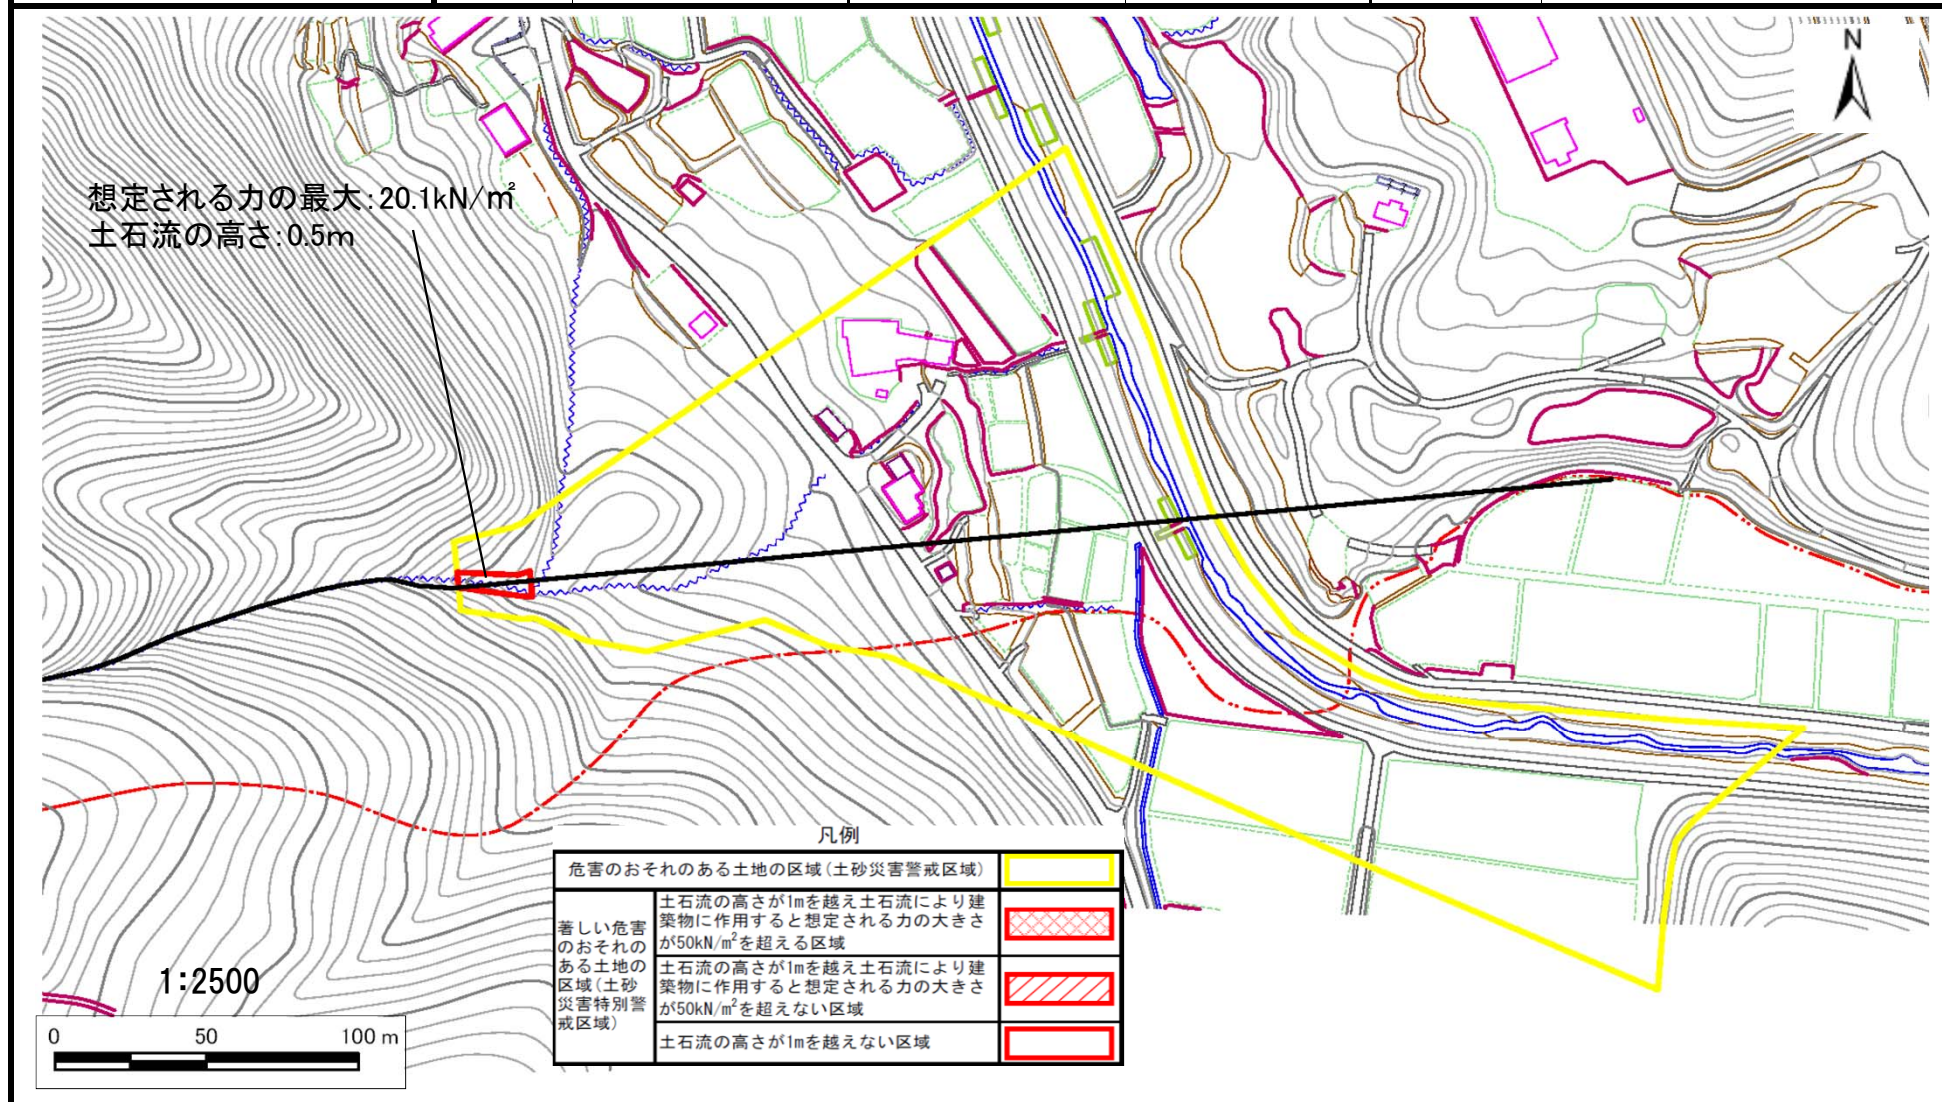 N
想定される力の最大:20.1kN/㎡
土石流の高さ:0.5m
凡例
危害のおそれのある土地の区域(土砂災害警戒区域)
著しい危害
のおそれの
ある土地の
区域(土砂
災害特別警
戒区域)
土石流の高さが1mを越え土石流により建
築物に作用すると想定される力の大きさ
が50kN/m²を超える区域
土石流の高さが1mを越え土石流により建
築物に作用すると想定される力の大きさ
が50kN/m²を超えない区域
土石流の高さが1mを越えない区域
1:2500
0 50 100 m